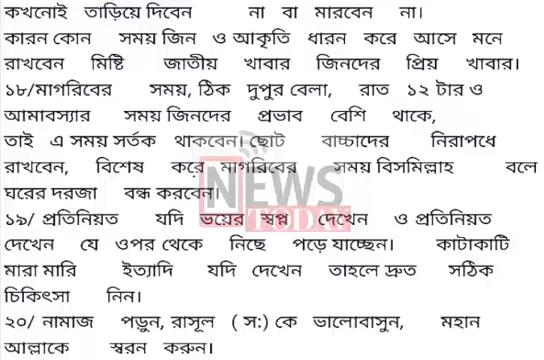 কখনোই তাড়িয়ে দিবেন না বা মারবেন না।
কারন কোন সময় জিন ও আকৃতি ধারন করে আসে মনে
রাখবেন মিষ্টি জাতীয় খাবার জিনদের প্রিয় খাবার।
১৮/মাগরিবের সময়, ঠিক দুপুর বেলা, রাত ১২ টার ও
আমাবস্যার সময় জিনদের প্রভাব বেশি থাকে,
তাই এ সময় সর্তক থাকবেন। ছোট বাচ্চাদের নিরাপধে
রাখবেন, বিশেষ করে মাগরিবের সময় বিসমিল্লাহ বলে
ঘরের দরজা বন্ধ করবেন।
NEWS
TODAY
১৯/ প্রতিনিয়ত যদি ভয়ের স্বপ্ন দেখেন ও প্রতিনিয়ত
দেখেন যে ওপর থেকে নিছে পড়ে যাচ্ছেন। কাটাকাটি
মারা মারি ইত্যাদি যদি দেখেন তাহলে দ্রুত সঠিক
চিকিৎসা নিন।
২০/ নামাজ পড়ুন, রাসূল (স:) কে ভালোবাসুন, মহান
আল্লাকে স্বরন করুন।